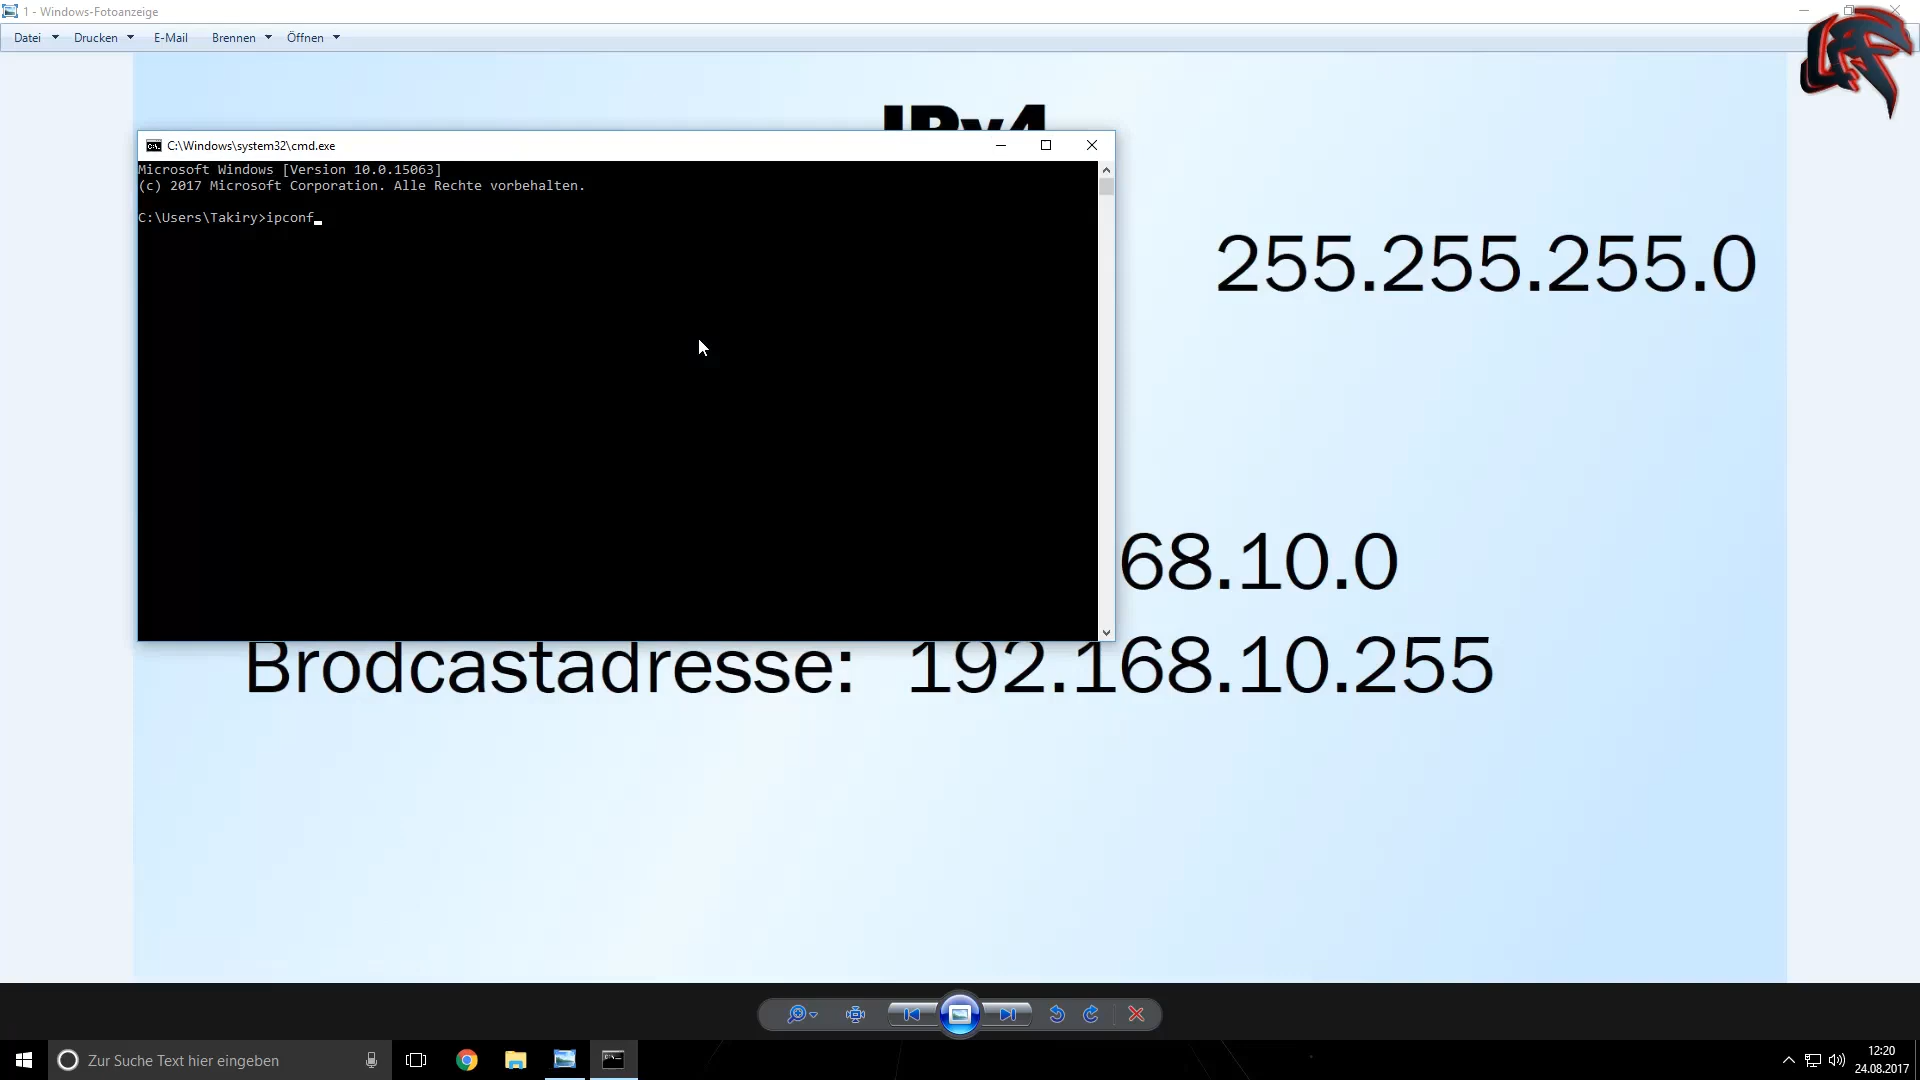 1 - Windows-Fotoanzeige
Datei Drucken E-Mail Brennen Öffnen
IPv4
C:\Windows\system32\cmd.exe
Microsoft Windows [Version 10.0.15063]
(c) 2017 Microsoft Corporation. Alle Rechte vorbehalten.
C:\Users\Takiry>ipconf
255.255.255.0
68.10.0
Brodcastadresse: 192.168.10.255
Zur Suche Text hier eingeben
12:20
24.08.2017